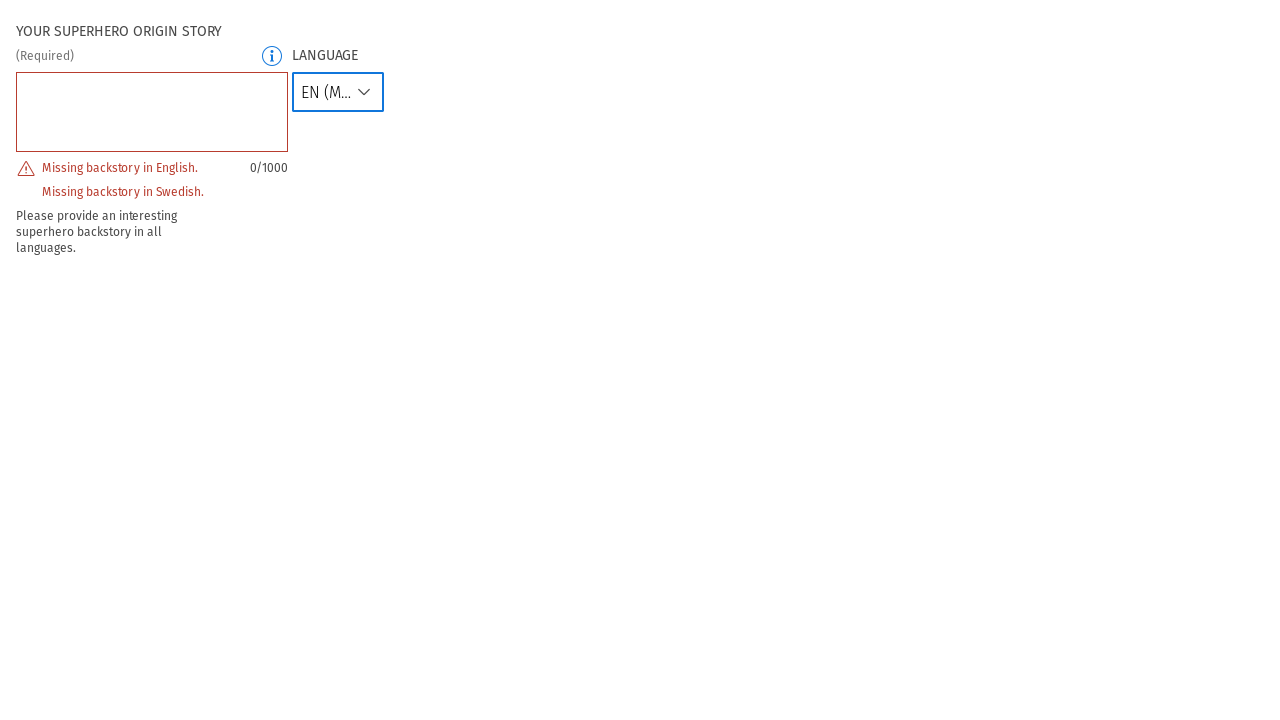 YOUR SUPERHERO ORIGIN STORY
(Required)
LANGUAGE
EN (M...
Missing backstory in English.
0/1000
Missing backstory in Swedish.
Please provide an interesting
superhero backstory in all
languages.